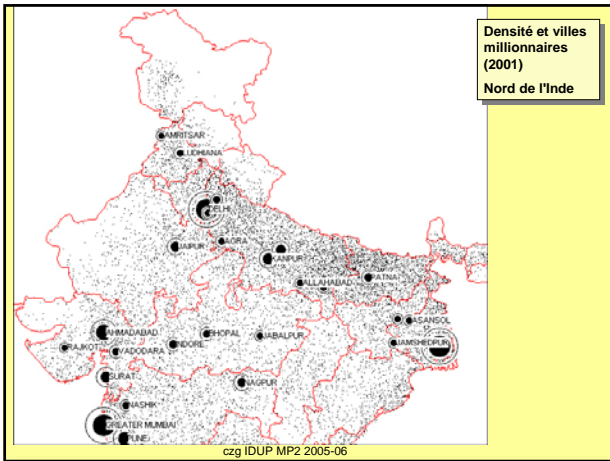 Densité et villes
millionnaires
(2001)
Nord de l'Inde
AMRITSAR
LUDHIANA
DELHI
JAIPUR
AGRA
KANPUR
ALLAHABAD
PATNA
AHMADABAD
RAJKOT
VADODARA
INDORE
BHOPAL
JABALPUR
ASANSOL
JAMSHEDPUR
SURAT
NAGPUR
NASHIK
GREATER MUMBAI
PUNE
czg IDUP MP2 2005-06